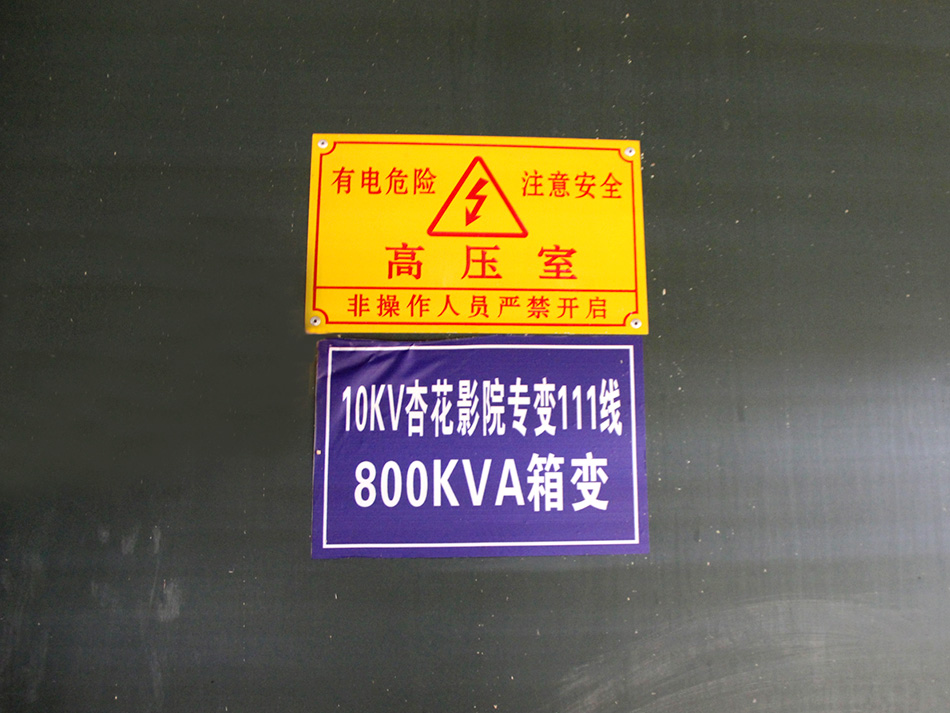 有电危险 注意安全
高压室
非操作人员严禁开启
10KV杏花影院专变111线
800KVA箱变